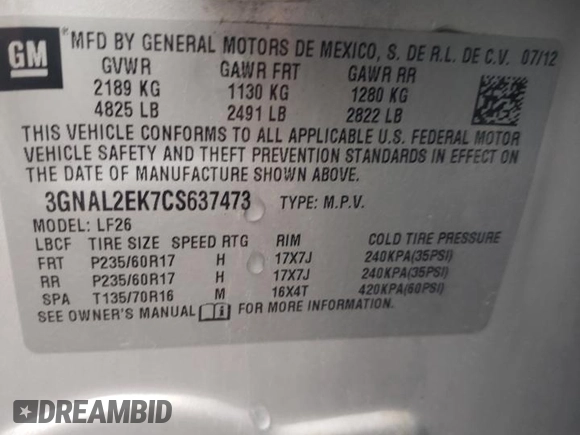 GM
MFD BY GENERAL MOTORS DE MEXICO, S. DE R.L. DE C.V. 07/12
GVWR GAWR FRT GAWR RR
2189 KG 1130 KG 1280 KG
4825 LB 2491 LB 2822 LB
THIS VEHICLE CONFORMS TO ALL APPLICABLE U.S. FEDERAL MOTOR
VEHICLE SAFETY AND THEFT PREVENTION STANDARDS IN EFFECT ON
THE DATE OF MANUFACTURE SHOWN ABOVE.
3GNAL2EK7CS637473 TYPE: M.P.V.
MODEL: LF26
LBCF TIRE SIZE SPEED RTG RIM COLD TIRE PRESSURE
FRT P235/60R17 H 17X7J 240KPA(35PSI)
RR P235/60R17 H 17X7J 240KPA(35PSI)
SPA T135/70R16 M 16X4T 420KPA(60PSI)
SEE OWNER'S MANUAL FOR MORE INFORMATION.
DREAMBID